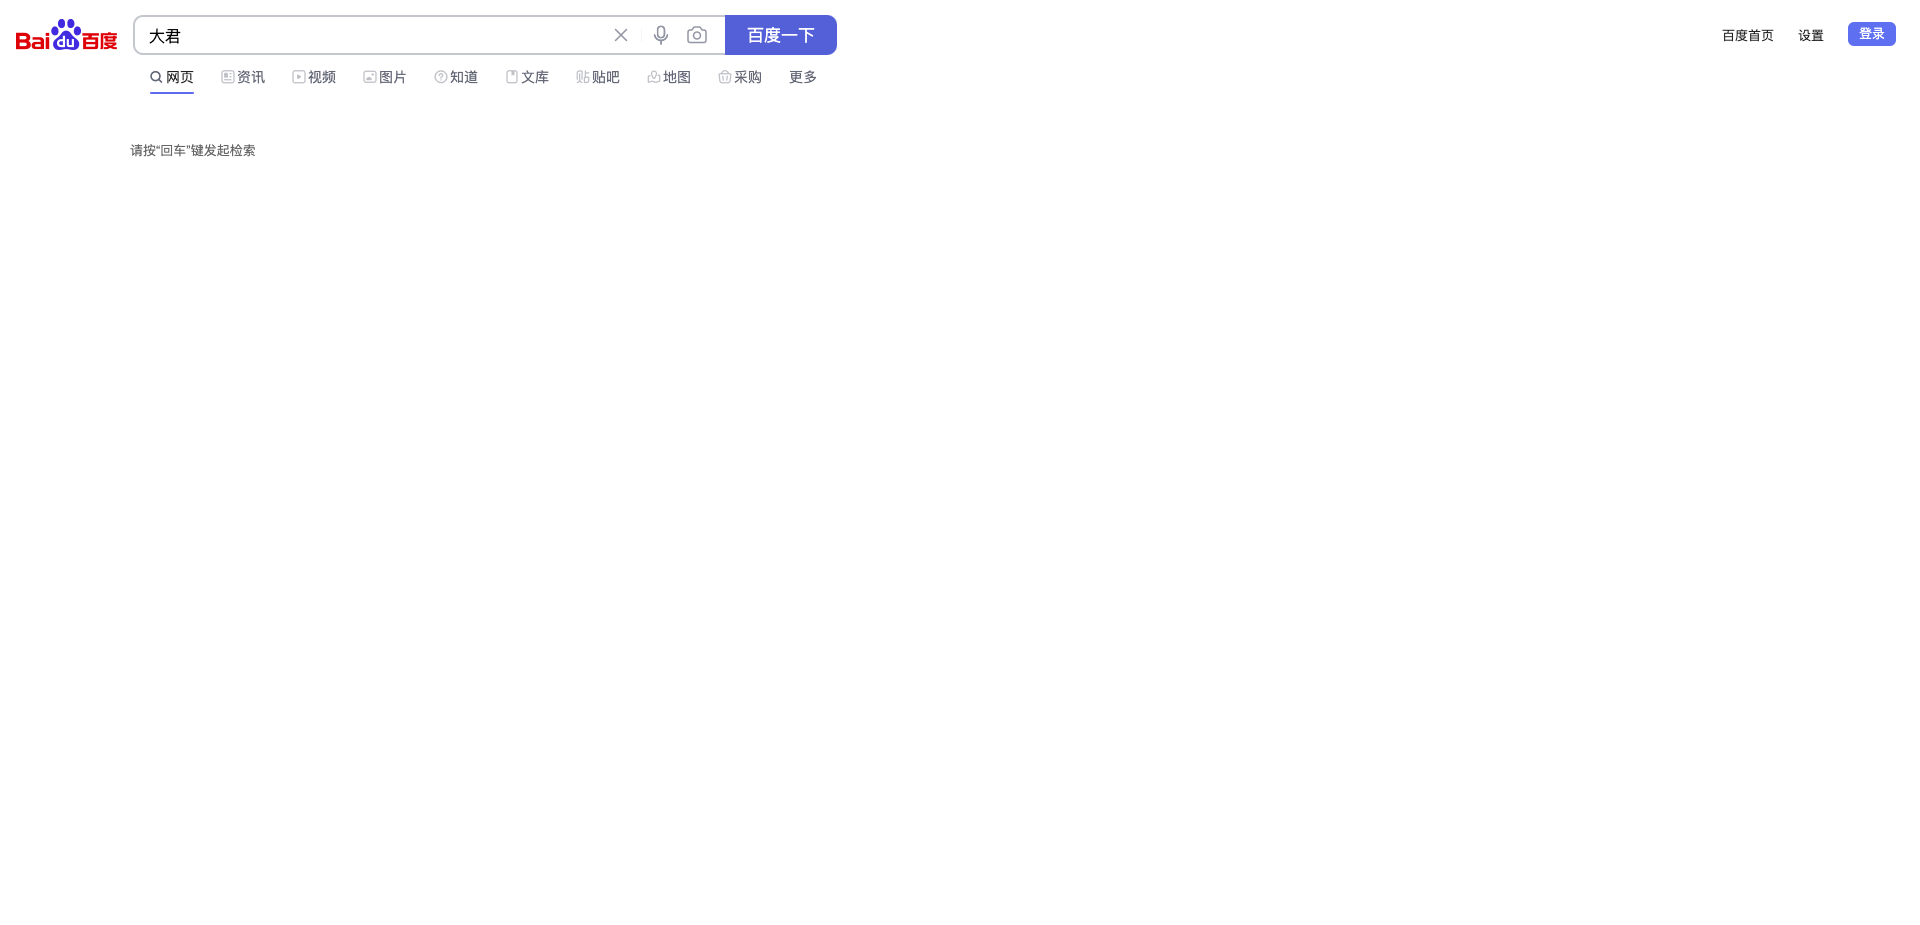 Bai du 百度
大君
百度一下
百度首页 设置 登录
网页 资讯 视频 图片 知道 文库 贴吧 地图 采购 更多
请按“回车”键发起检索